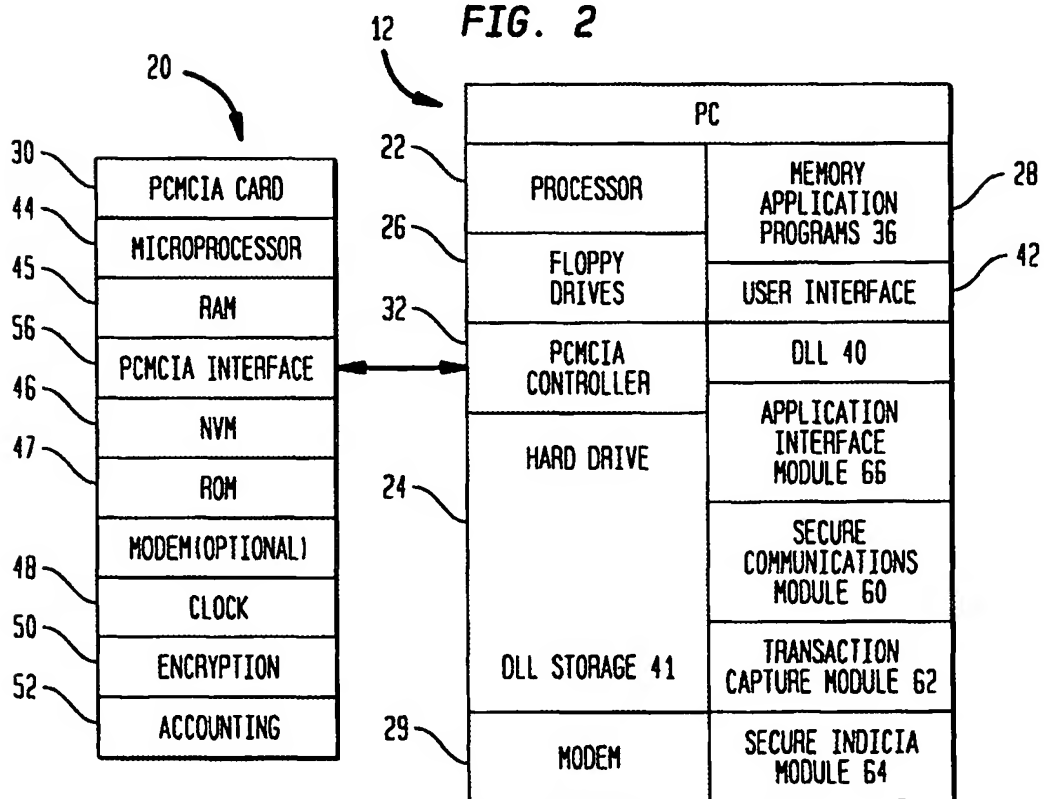 FIG. 2
12
20
PC
30
PCMCIA CARD
44
MICROPROCESSOR
45
RAM
56
PCMCIA INTERFACE
46
NVM
47
ROM
MODEM(OPTIONAL)
48
CLOCK
50
ENCRYPTION
52
ACCOUNTING
22
PROCESSOR
26
FLOPPY
DRIVES
32
PCMCIA
CONTROLLER
24
HARD DRIVE
DLL STORAGE 41
29
MODEM
MEMORY
APPLICATION
PROGRAMS 36
28
USER INTERFACE
42
DLL 40
APPLICATION
INTERFACE
MODULE 66
SECURE
COMMUNICATIONS
MODULE 60
TRANSACTION
CAPTURE MODULE 62
SECURE INDICIA
MODULE 64